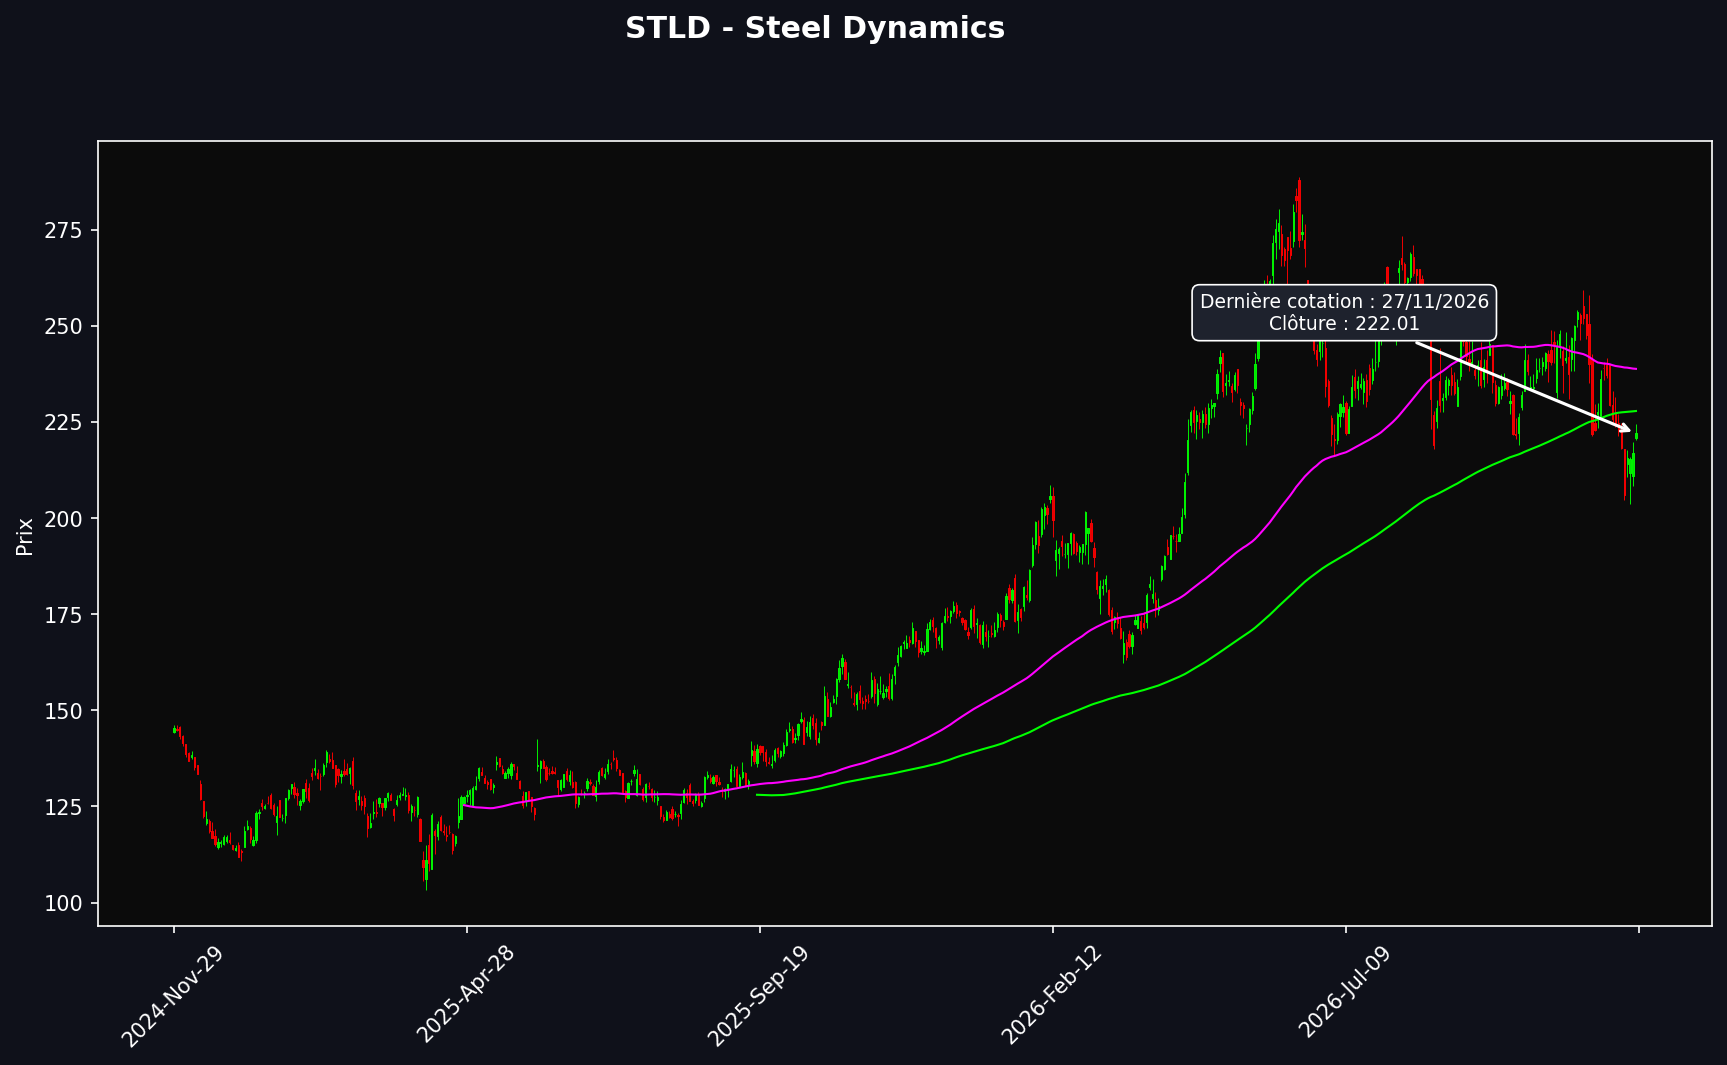 STLD - Steel Dynamics
Prix
275
250
225
200
175
150
125
100
Dernière cotation : 27/11/2026
Clôture : 222.01
2024-Nov-29
2025-Apr-28
2025-Sep-19
2026-Feb-12
2026-Jul-09